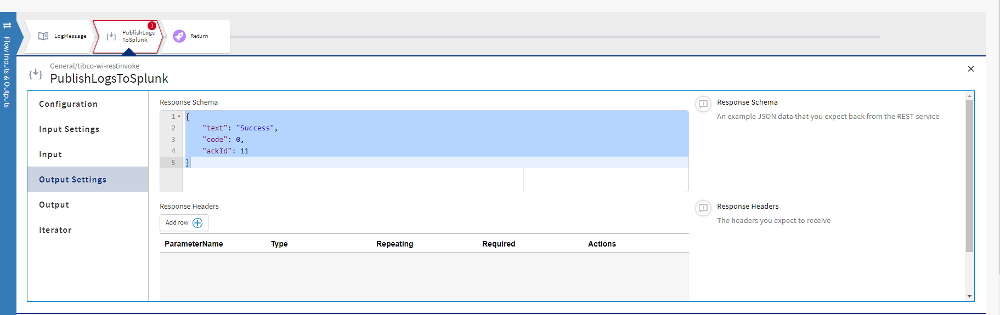 Flow Inputs & Outputs
LogMessage
1
PublishLogs
ToSplunk
Return
General/tibco-wi-restinvoke
PublishLogsToSplunk
Configuration
Input Settings
Input
Output Settings
Output
Iterator
Response Schema
1 {
2 "text": "Success",
3 "code": 0,
4 "ackId": 11
5 }
Response Headers
Add row
ParameterName Type Repeating Required Actions
Response Schema
An example JSON data that you expect back from the REST service
Response Headers
The headers you expect to receive